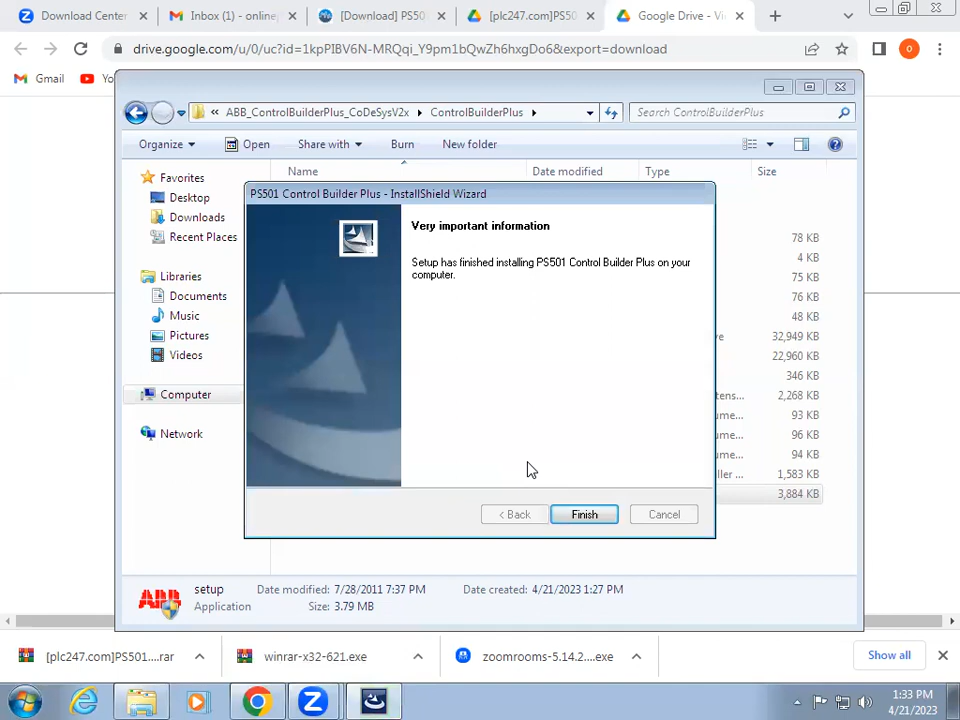 Download Center
Inbox (1) - online
[Download] PS50
[plc247.com]PS50
Google Drive - Vi
drive.google.com/u/0/uc?id=1kpPIBV6N-MRQqi_Y9pm1bQwZh6hxgDo6&export=download
O
Gmail
Yo
« ABB_ControlBuilderPlus_CoDeSysV2x
ControlBuilderPlus
Search ControlBuilderPlus
Organize
Open
Share with
Burn
New folder
Name
Date modified
Type
Size
Favorites
Desktop
Downloads
Recent Places
Libraries
Documents
Music
Pictures
Videos
Computer
Network
PS501 Control Builder Plus - InstallShield Wizard
Very important information
Setup has finished installing PS501 Control Builder Plus on your
computer.
< Back
Finish
Cancel
78 KB
4 KB
75 KB
76 KB
48 KB
ve
32,949 KB
22,960 KB
346 KB
tens...
2,268 KB
ume...
93 KB
ume...
96 KB
ume...
94 KB
ller ...
1,583 KB
3,884 KB
ABB
setup
Date modified: 7/28/2011 7:37 PM
Date created: 4/21/2023 1:27 PM
Application
Size: 3.79 MB
[plc247.com]PS501....rar
winrar-x32-621.exe
zoomrooms-5.14.2....exe
Show all
1:33 PM
4/21/2023